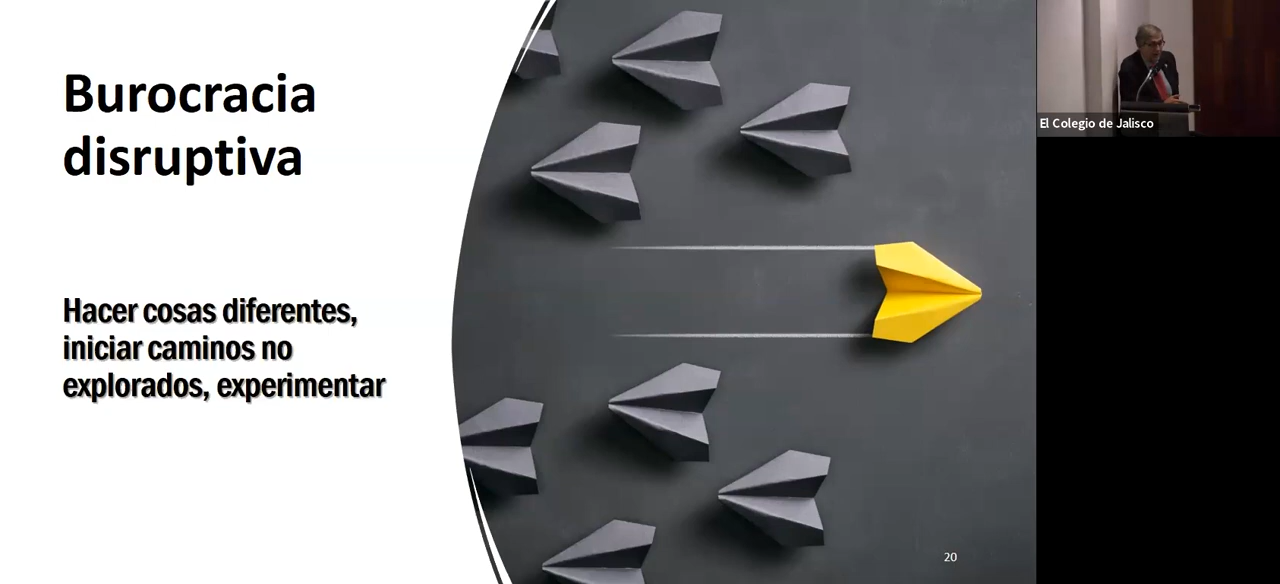 Burocracia
disruptiva
Hacer cosas diferentes,
iniciar caminos no
explorados, experimentar
20
El Colegio de Jalisco